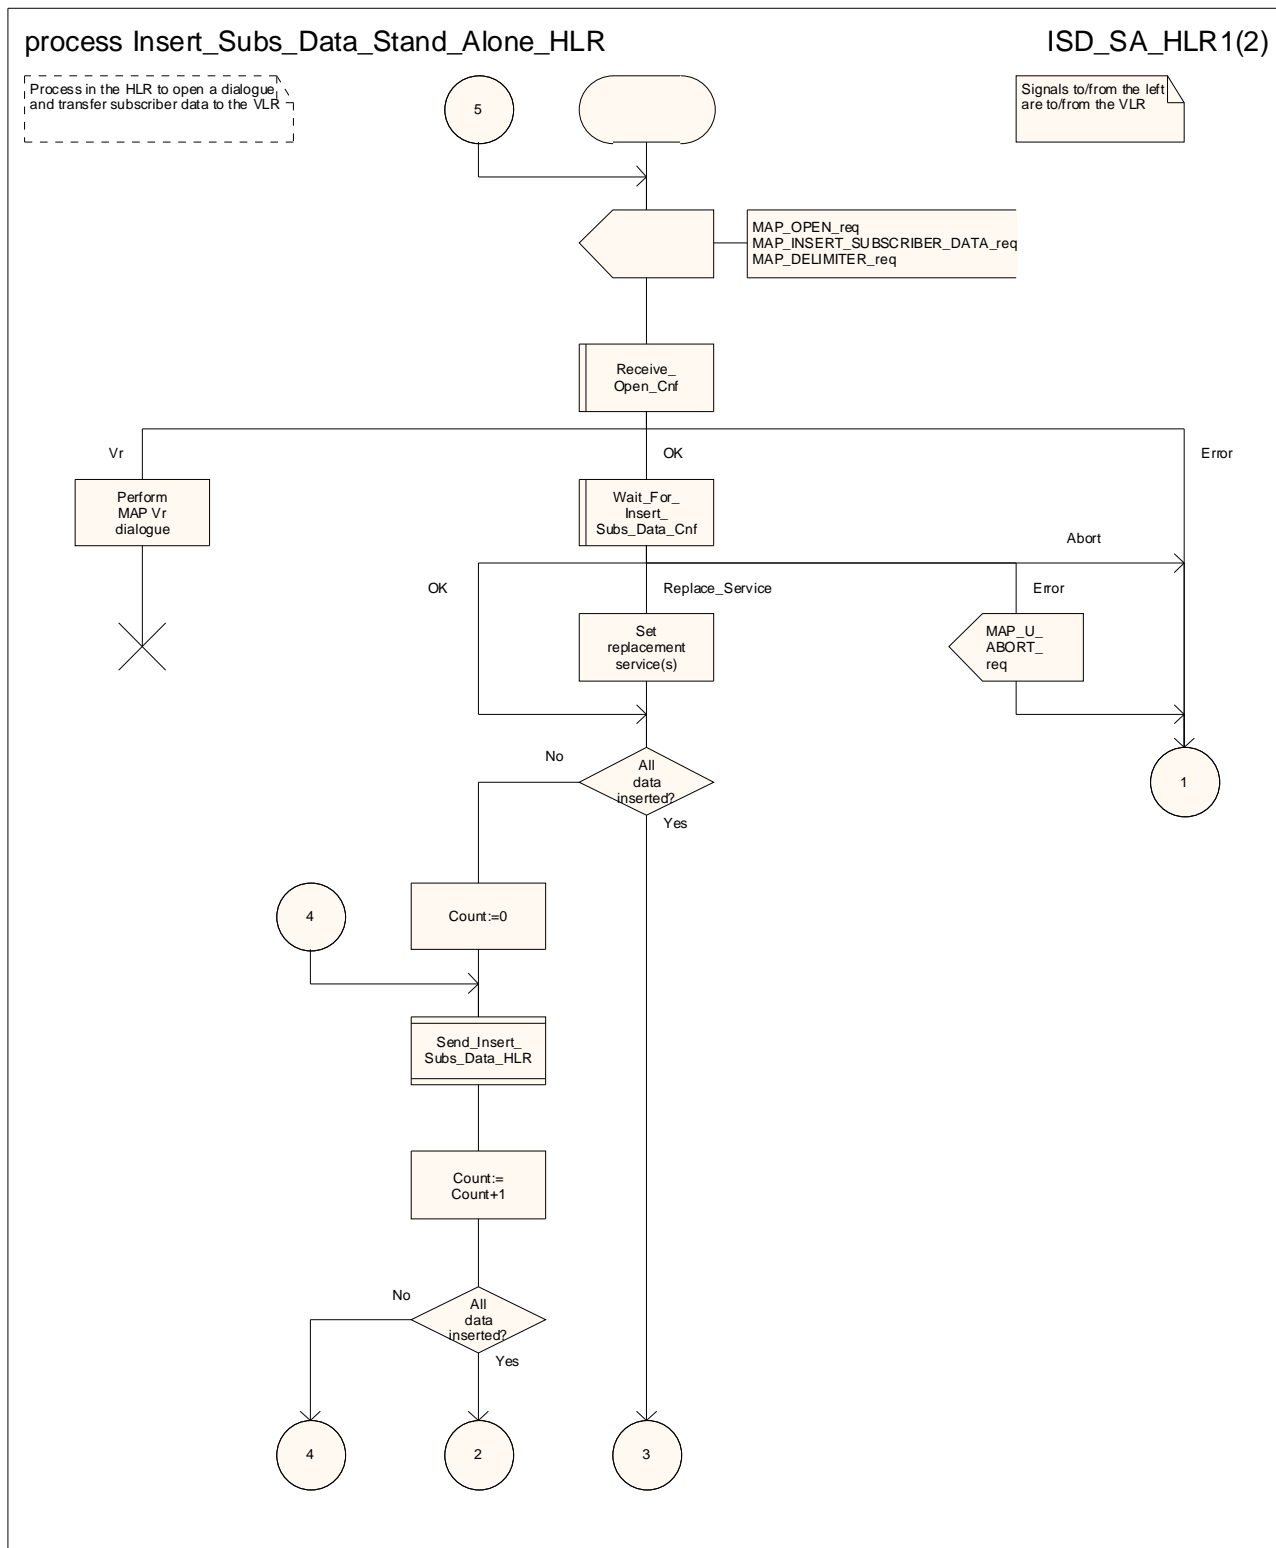 process Insert_Subs_Data_Stand_Alone_HLR
ISD_SA_HLR1(2)
Process in the HLR to open a dialogue
and transfer subscriber data to the VLR
5
Signals to/from the left
are to/from the VLR
MAP_OPEN_req
MAP_INSERT_SUBSCRIBER_DATA_req
MAP_DELIMITER_req
Receive_
Open_Cnf
Vr
OK
Error
Perform
MAP Vr
dialogue
Wait_For_
Insert_
Subs_Data_Cnf
Abort
OK
Replace_Service
Error
Set
replacement
service(s)
MAP_U_
ABORT_
req
No
All
data
inserted?
Yes
1
4
Count:=0
Send_Insert_
Subs_Data_HLR
Count:=
Count+1
No
All
data
inserted?
Yes
4
2
3